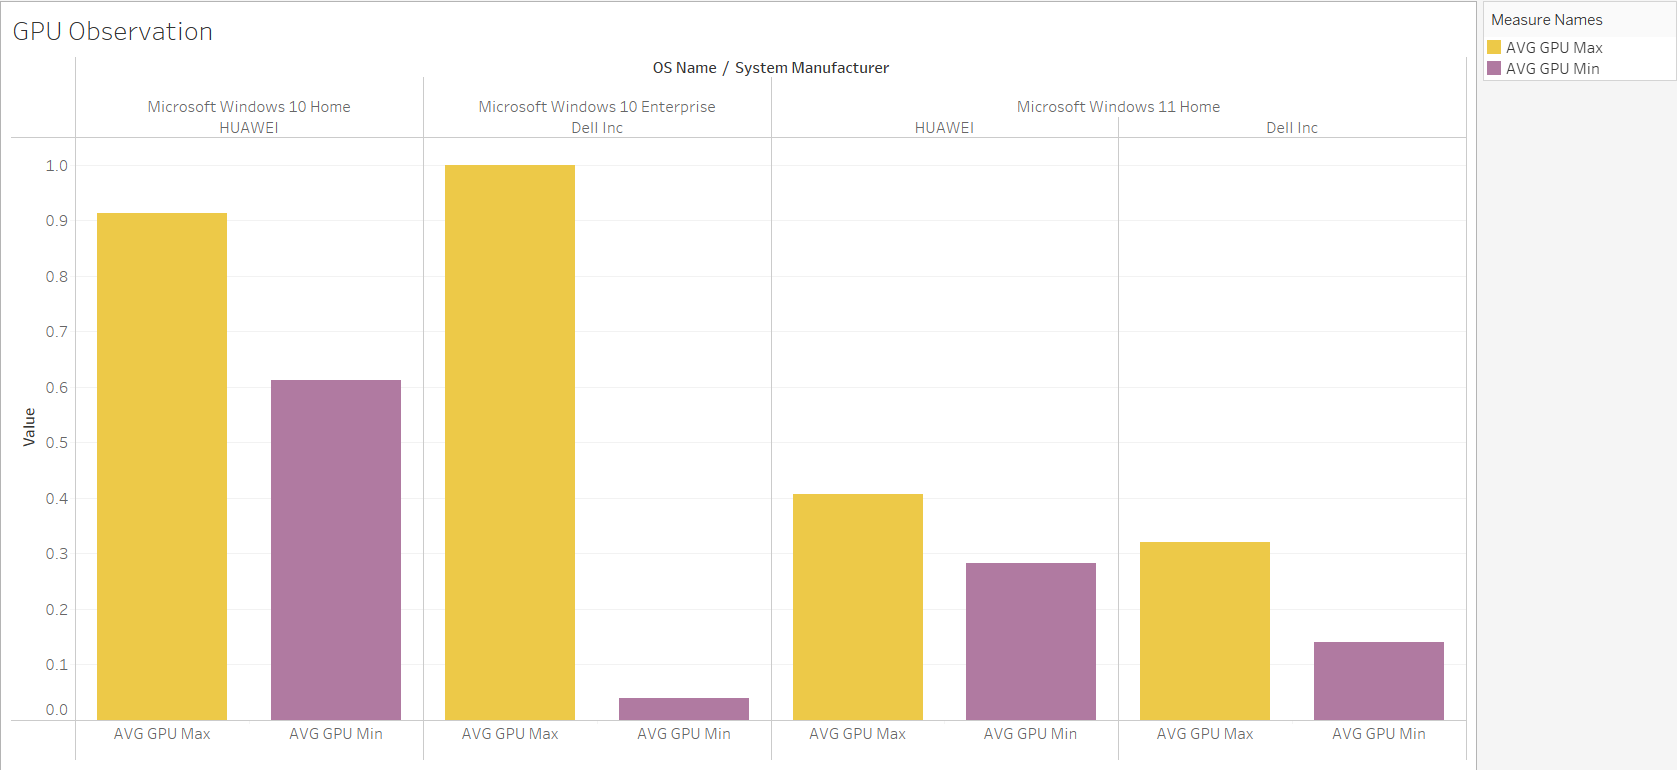 GPU Observation
OS Name / System Manufacturer
Microsoft Windows 10 Home
Microsoft Windows 10 Enterprise
Microsoft Windows 11 Home
HUAWEI
Dell Inc
HUAWEI
Dell Inc
1.0
0.9
0.8
0.7
0.6
0.5
0.4
0.3
0.2
0.1
0.0
Value
AVG GPU Max
AVG GPU Min
AVG GPU Max
AVG GPU Min
AVG GPU Max
AVG GPU Min
AVG GPU Max
AVG GPU Min
Measure Names
AVG GPU Max
AVG GPU Min